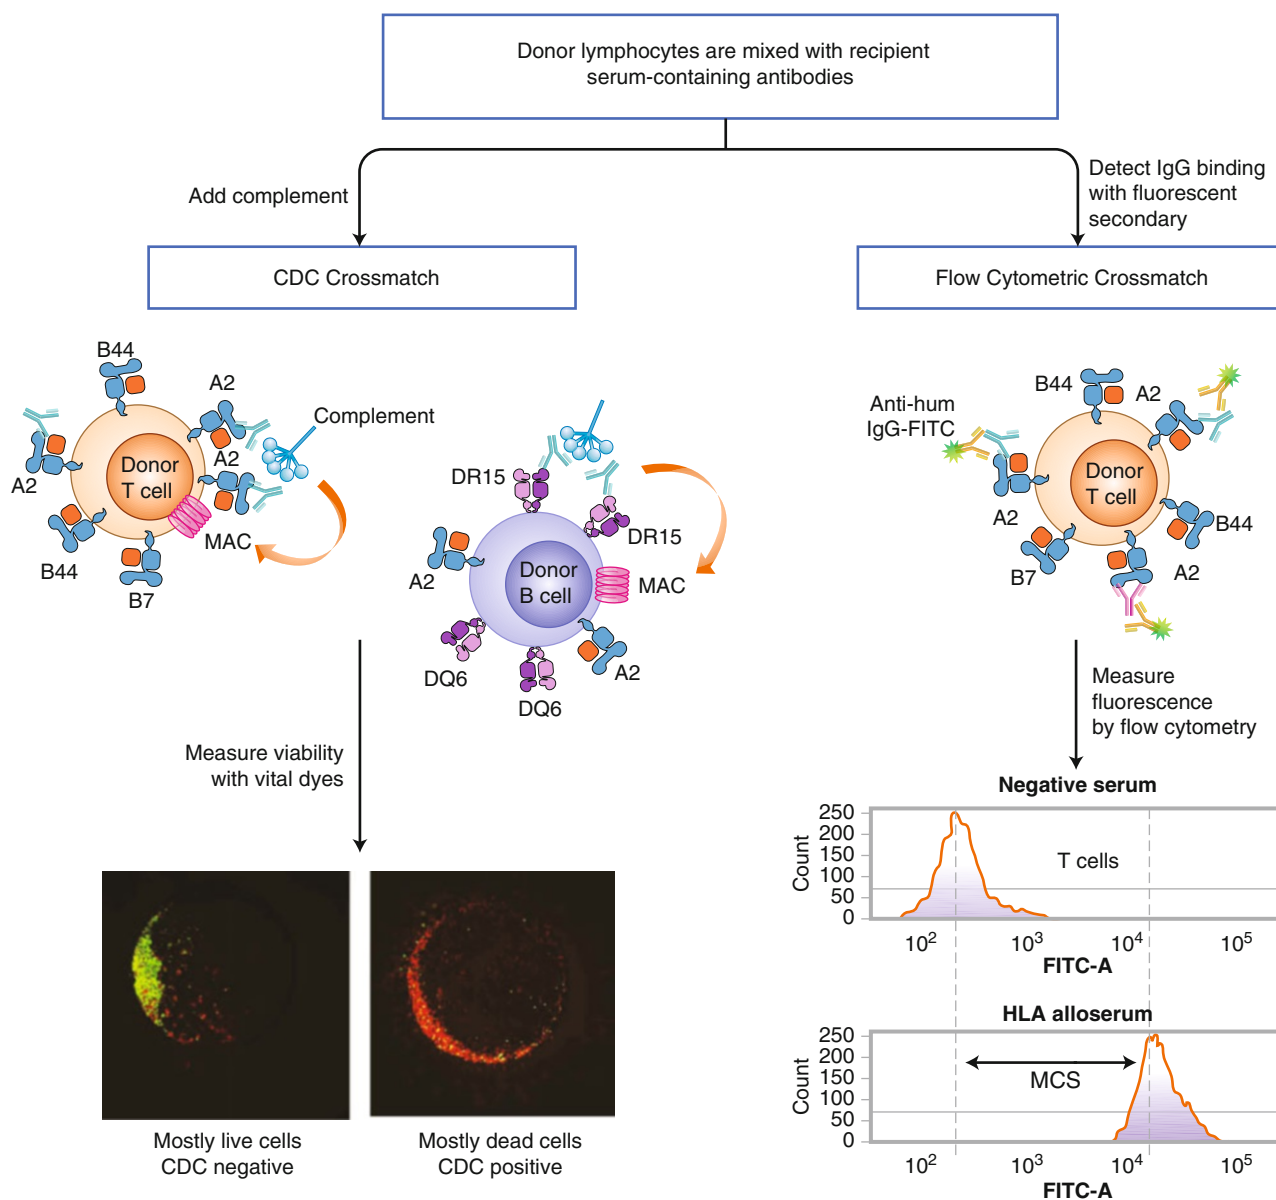 Donor lymphocytes are mixed with recipient
serum-containing antibodies
Add complement
Detect IgG binding
with fluorescent
secondary
CDC Crossmatch
Flow Cytometric Crossmatch
B44
A2
Complement
A2
Donor
T cell
A2
MAC
B44
B7
DR15
DR15
A2
Donor
B cell
MAC
DQ6
A2
DQ6
B44
A2
Anti-hum
IgG-FITC
Donor
T cell
A2
B44
B7
A2
Measure viability
with vital dyes
Measure
fluorescence
by flow cytometry
Mostly live cells
CDC negative
Mostly dead cells
CDC positive
Negative serum
250
200
150
100
50
0
Count
T cells
10² 10³ 10⁴ 10⁵
FITC-A
HLA alloserum
250
200
150
100
50
0
Count
MCS
10² 10³ 10⁴ 10⁵
FITC-A